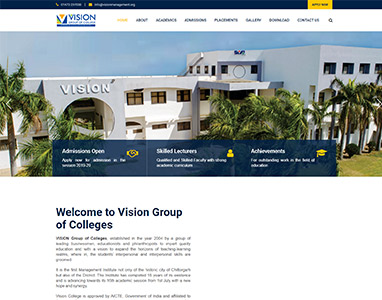 info@visionmanagement.org
APPLY NOW
VISION
GROUP OF COLLEGE
HOME ABOUT ACADEMICS ADMISSIONS PLACEMENTS GALLERY DOWNLOAD CONTACT US
VISION
Admissions Open
Apply now for admission in the
session 2019-20
Skilled Lecturers
Qualified and Skilled Faculty with strong
academic curriculum
Achievements
For outstanding work in the field of
education
Welcome to Vision Group
of Colleges
VISION Group of Colleges established in the year 2004 by a group of
leading businessmen, educationists and philanthropists to impart quality
education and with a vision to expand the horizons of teaching-learning
realms, where in, the students interpersonal and intrapersonal skills are
groomed.
It is the first Management Institute not only of the historic city of Chittorgarh
but also of the District. This Institute has completed 15 years of its existence
and is advancing towards its 16th academic session from 1st July with a new
hope and synergy.
Vision College is approved by AICTE, Government of India and affiliated to